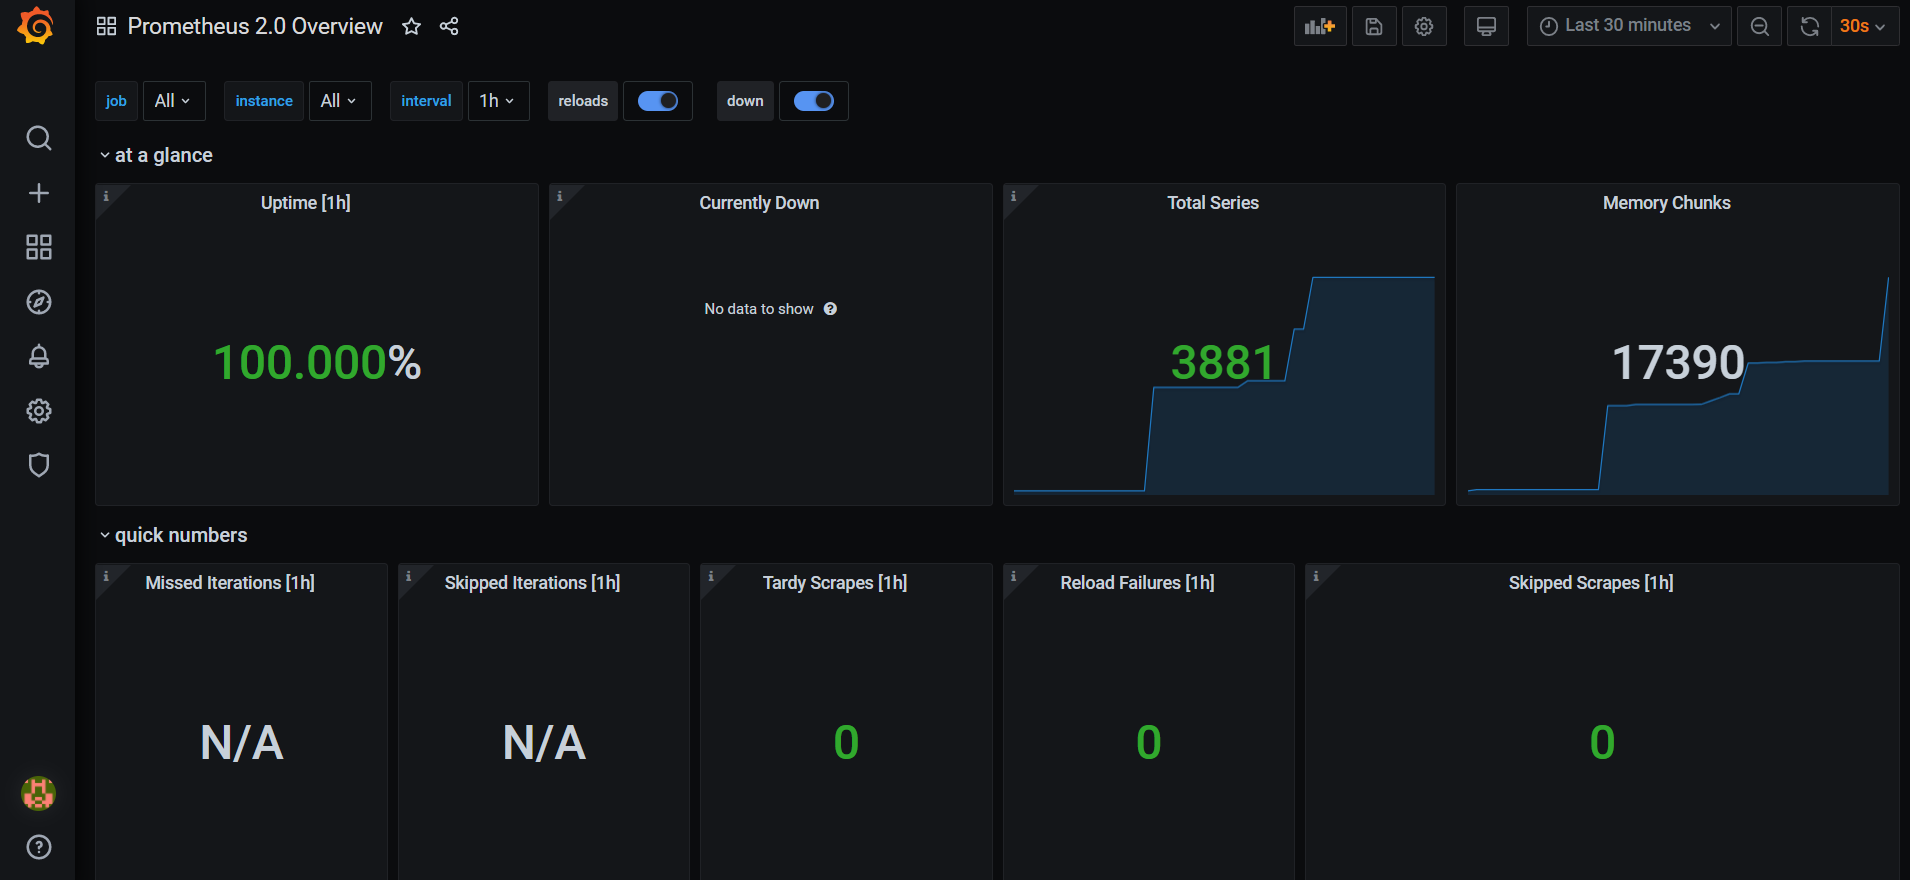 Prometheus 2.0 Overview
Last 30 minutes
30s
job
All
instance
All
interval
1h
reloads
down
at a glance
Uptime [1h]
100.000%
Currently Down
No data to show
Total Series
3881
Memory Chunks
17390
quick numbers
Missed Iterations [1h]
N/A
Skipped Iterations [1h]
N/A
Tardy Scrapes [1h]
0
Reload Failures [1h]
0
Skipped Scrapes [1h]
0